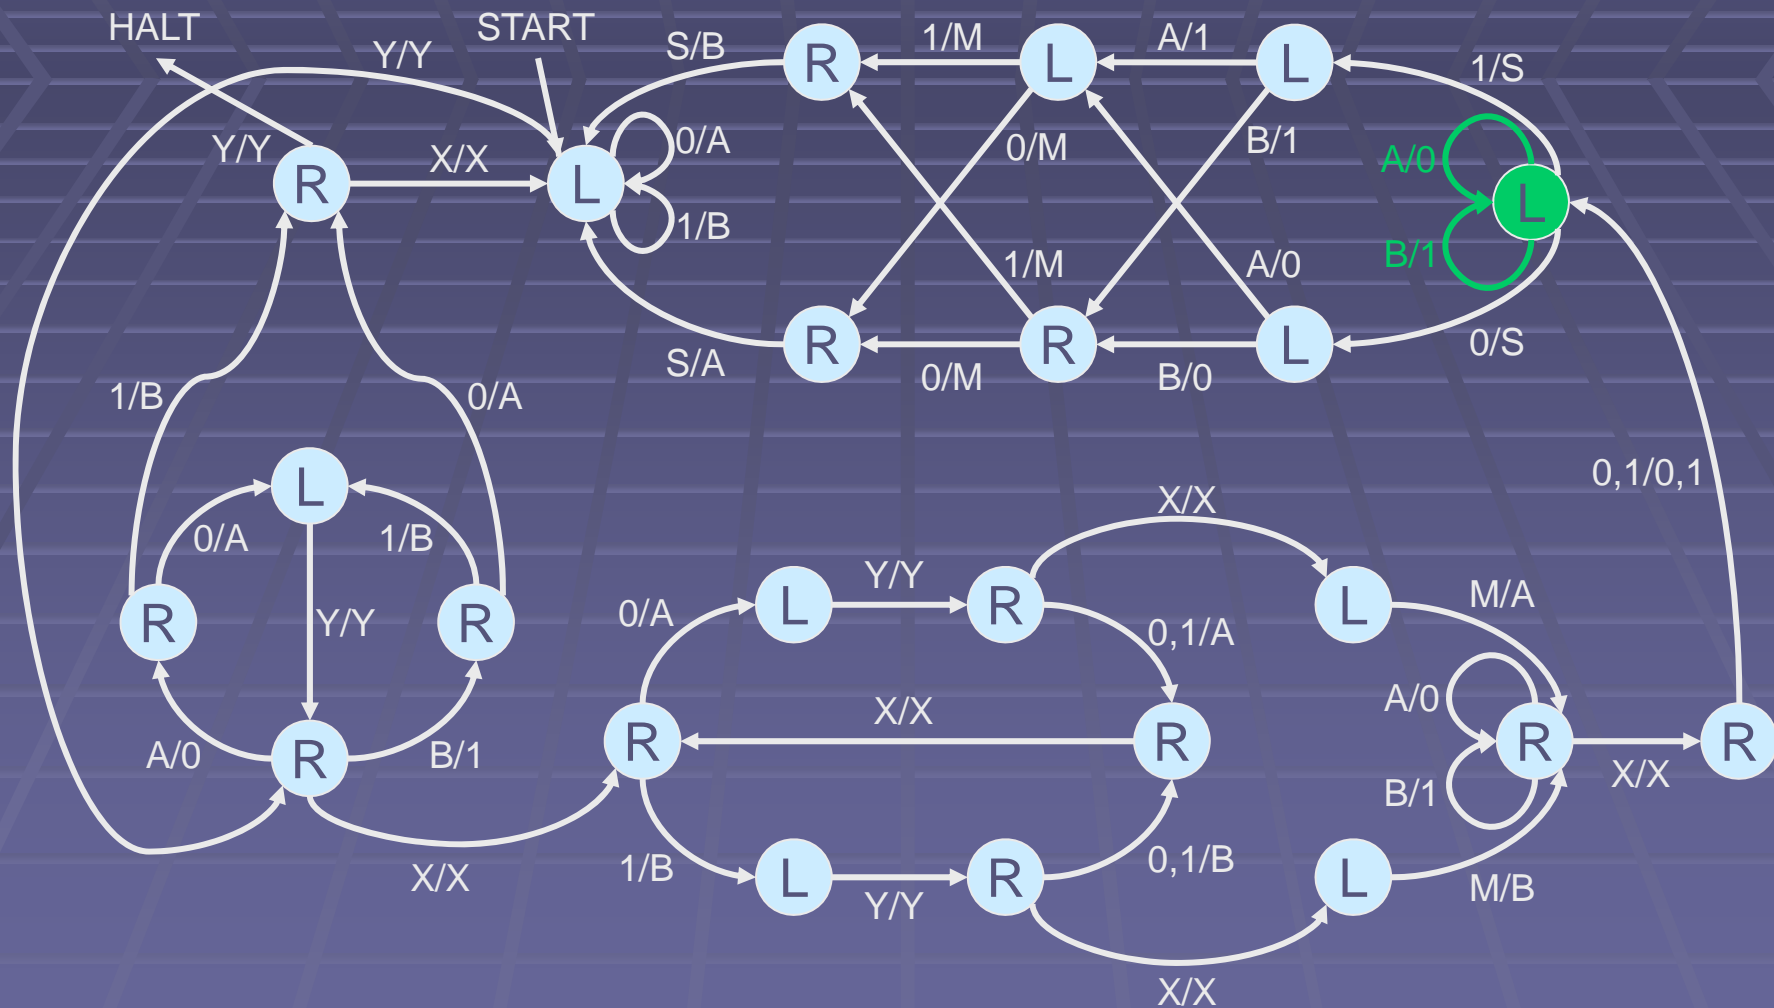 HALT
Y/Y
START
S/B
1/M
A/1
1/S
R
L
L
Y/Y
R
X/X
L
0/A
1/B
0/M
B/1
A/0
L
B/1
1/M
A/0
S/A
R
0/M
R
B/0
L
0/S
1/B
0/A
0,1/0,1
L
0/A
1/B
X/X
R
Y/Y
R
0/A
L
Y/Y
R
0,1/A
L
M/A
A/0
R
B/1
R
X/X
R
A/0
R
X/X
R
B/1
X/X
1/B
L
Y/Y
R
0,1/B
L
M/B
X/X